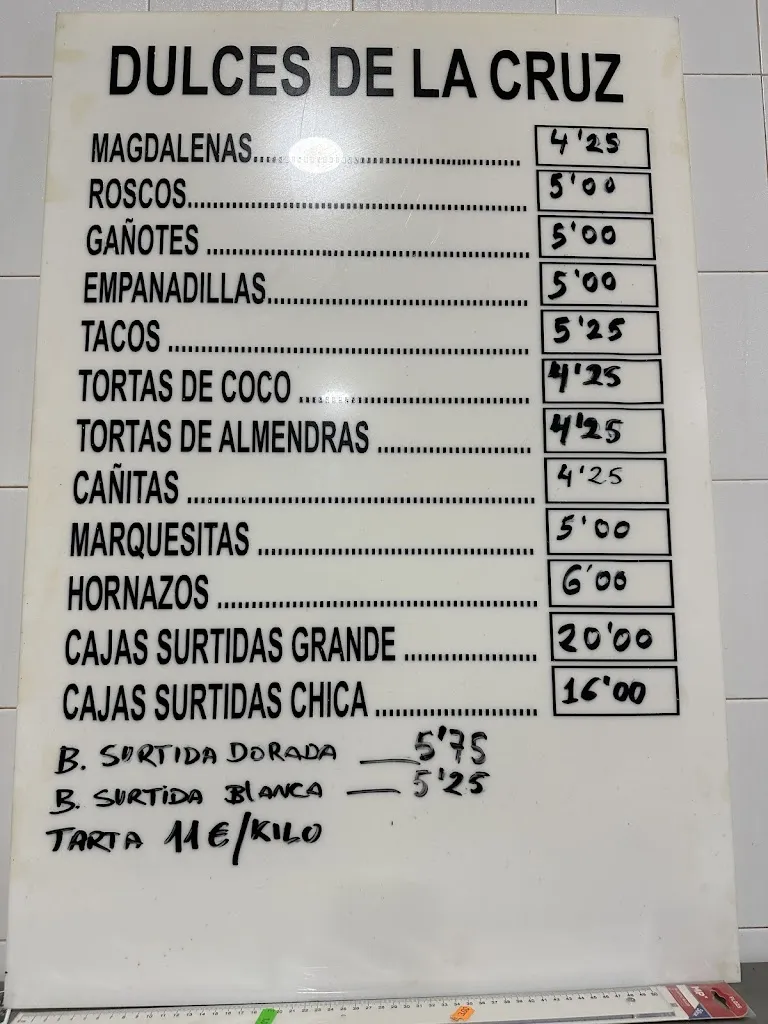 DULCES DE LA CRUZ
MAGDALENAS.................................................. 4'25
ROSCOS.................................................. 5'00
GAÑOTES .................................................. 5'00
EMPANADILLAS........................................ 5'00
TACOS .................................................. 5'25
TORTAS DE COCO ................................ 4'25
TORTAS DE ALMENDRAS ..................... 4'25
CAÑITAS .................................................. 4'25
MARQUESITAS ...................................... 5'00
HORNAZOS ............................................ 6'00
CAJAS SURTIDAS GRANDE .................. 20'00
CAJAS SURTIDAS CHICA ...................... 16'00
B. SURTIDA DORADA — 5'75
B. SURTIDA BLANCA — 5'25
TARTA 11€/KILO